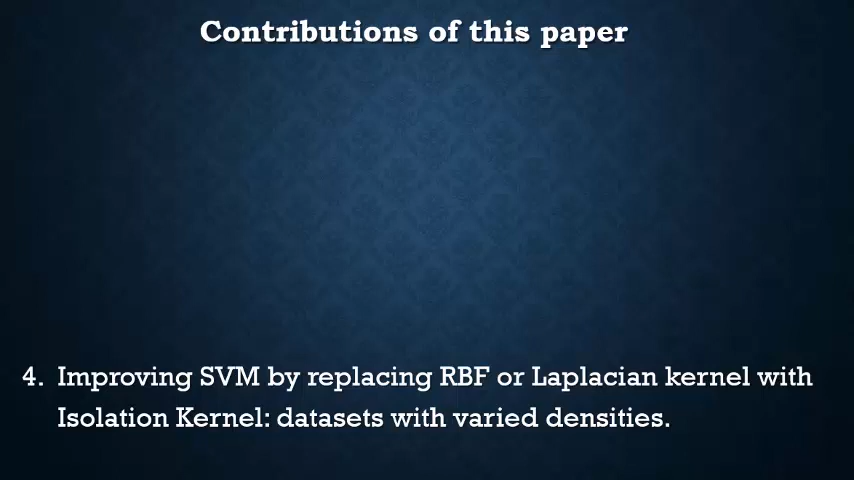 Contributions of this paper
4. Improving SVM by replacing RBF or Laplacian kernel with
Isolation Kernel: datasets with varied densities.